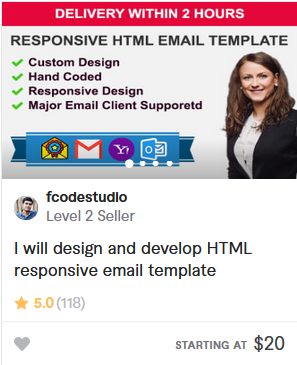 DELIVERY WITHIN 2 HOURS
RESPONSIVE HTML EMAIL TEMPLATE
Custom Design
Hand Coded
Responsive Design
Major Email Client Supporetd
Y!
fcodestudio
Level 2 Seller
I will design and develop HTML
responsive email template
5.0 (118)
STARTING AT $20